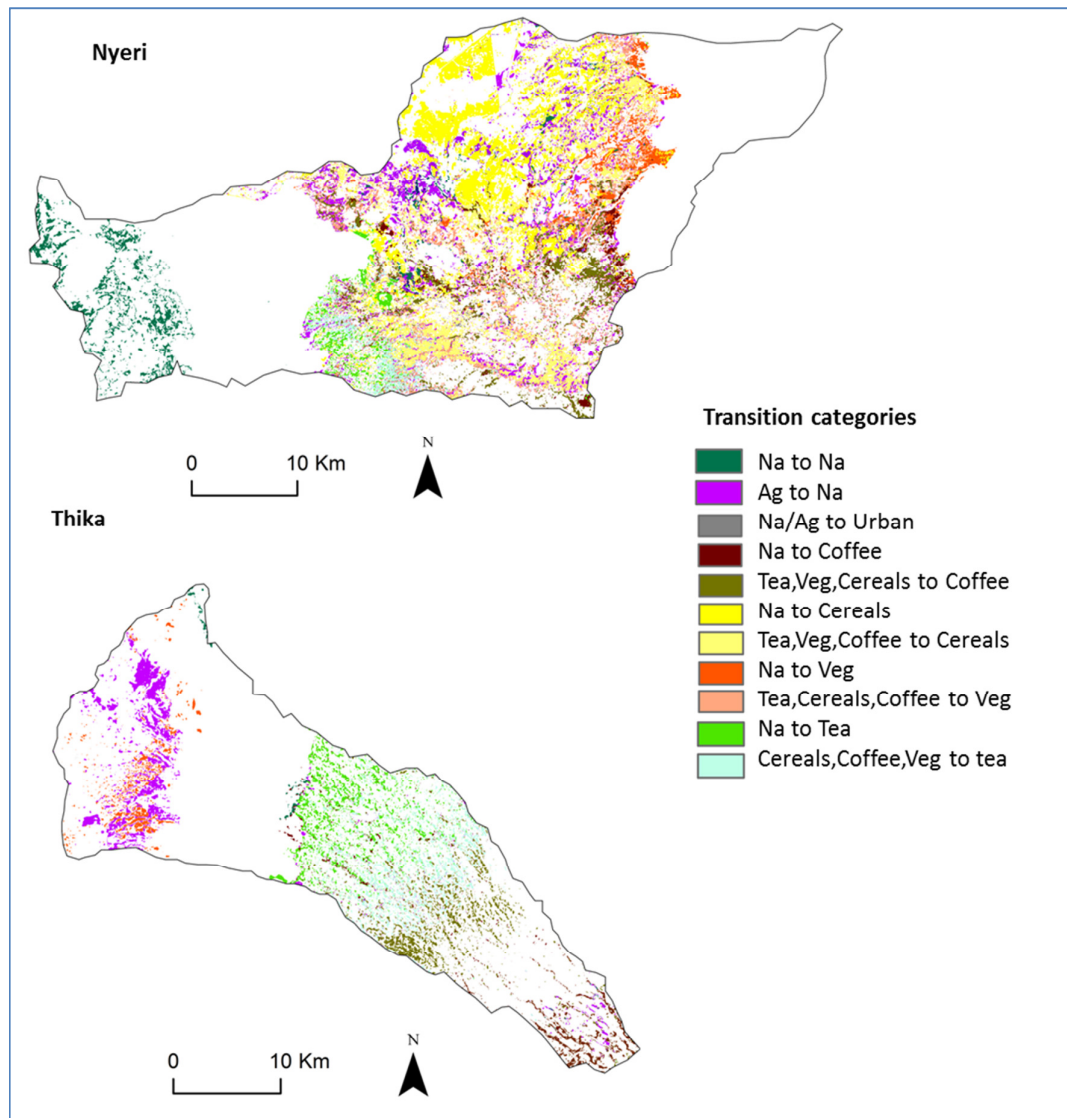 Nyeri
N
0 10 Km
Thika
Transition categories
Na to Na
Ag to Na
Na/Ag to Urban
Na to Coffee
Tea,Veg,Cereals to Coffee
Na to Cereals
Tea,Veg,Coffee to Cereals
Na to Veg
Tea,Cereals,Coffee to Veg
Na to Tea
Cereals,Coffee,Veg to tea
N
0 10 Km